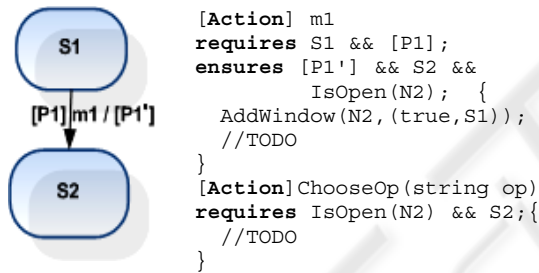 S1
[P1] m1 / [P1']
S2
[Action] m1
requires S1 && [P1];
ensures [P1'] && S2 &&
IsOpen(N2); {
AddWindow(N2,(true,S1));
//TODO
}
[Action]ChooseOp(string op)
requires IsOpen(N2) && S2;{
//TODO
}